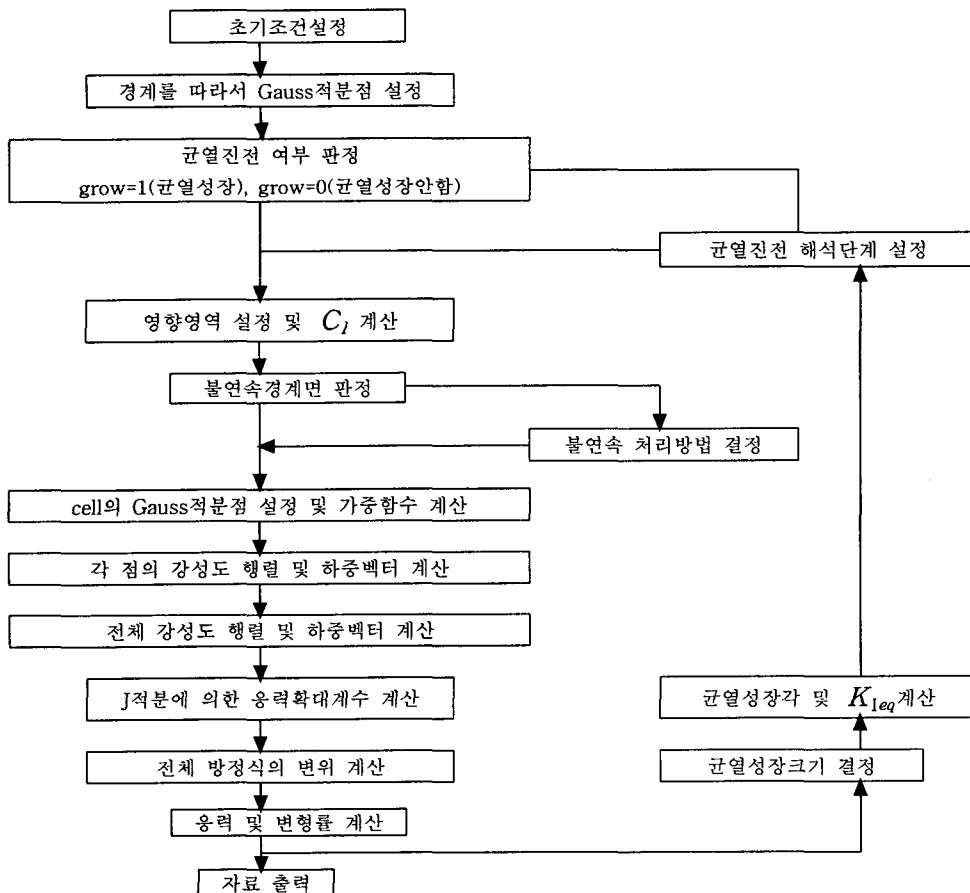 초기조건설정
경계를 따라서 Gauss적분점 설정
균열진전 여부 판정
grow=1(균열성장), grow=0(균열성장안함)
균열진전 해석단계 설정
영향영역 설정 및 C_I 계산
불연속경계면 판정
불연속 처리방법 결정
cell의 Gauss적분점 설정 및 가중함수 계산
각 점의 강성도 행렬 및 하중벡터 계산
전체 강성도 행렬 및 하중벡터 계산
J적분에 의한 응력확대계수 계산
균열성장각 및 K_{Ieq}계산
전체 방정식의 변위 계산
균열성장크기 결정
응력 및 변형률 계산
자료 출력